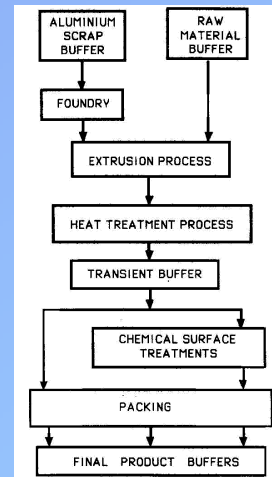 ALUMINIUM
SCRAP
BUFFER
RAW
MATERIAL
BUFFER
FOUNDRY
EXTRUSION PROCESS
HEAT TREATMENT PROCESS
TRANSIENT BUFFER
CHEMICAL SURFACE
TREATMENTS
PACKING
FINAL PRODUCT BUFFERS